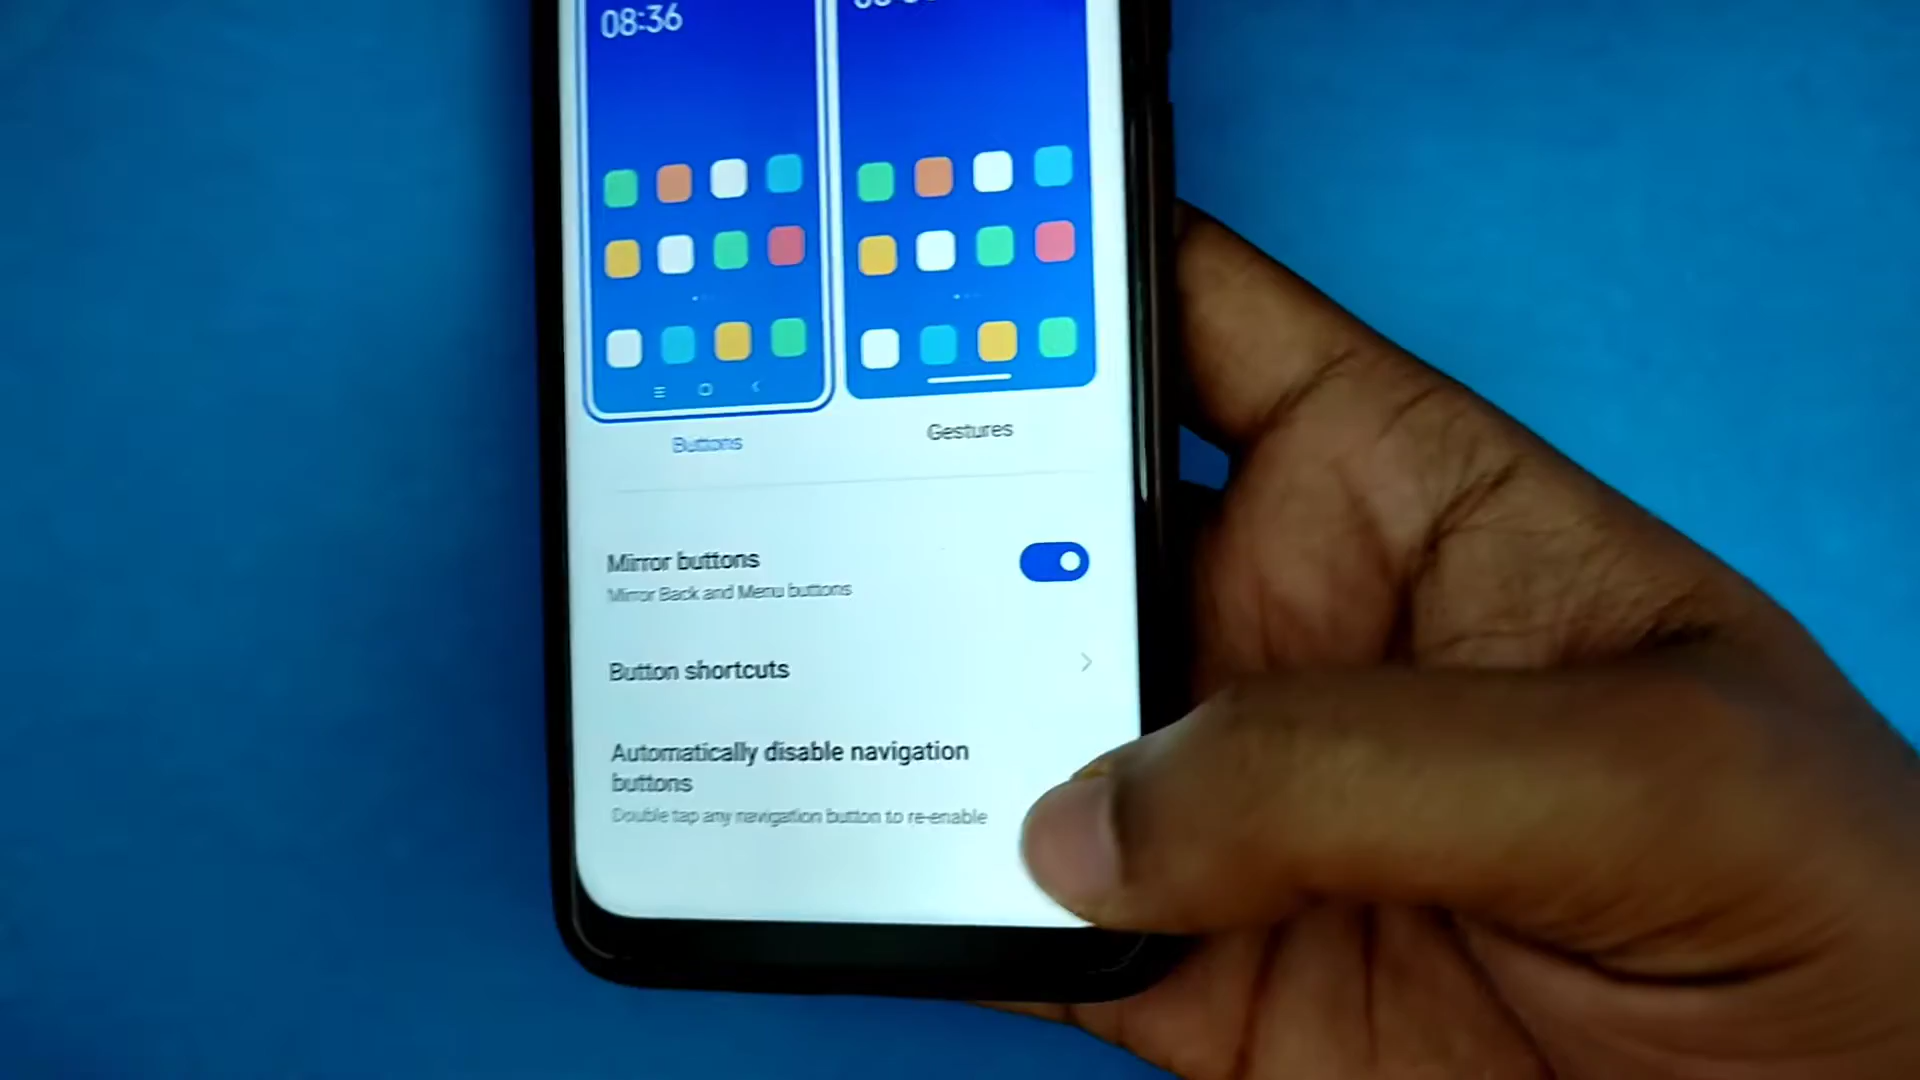 08:36
Buttons
Gestures
Mirror buttons
Mirror Back and Menu buttons
Button shortcuts
Automatically disable navigation
buttons
Double tap any navigation button to re-enable